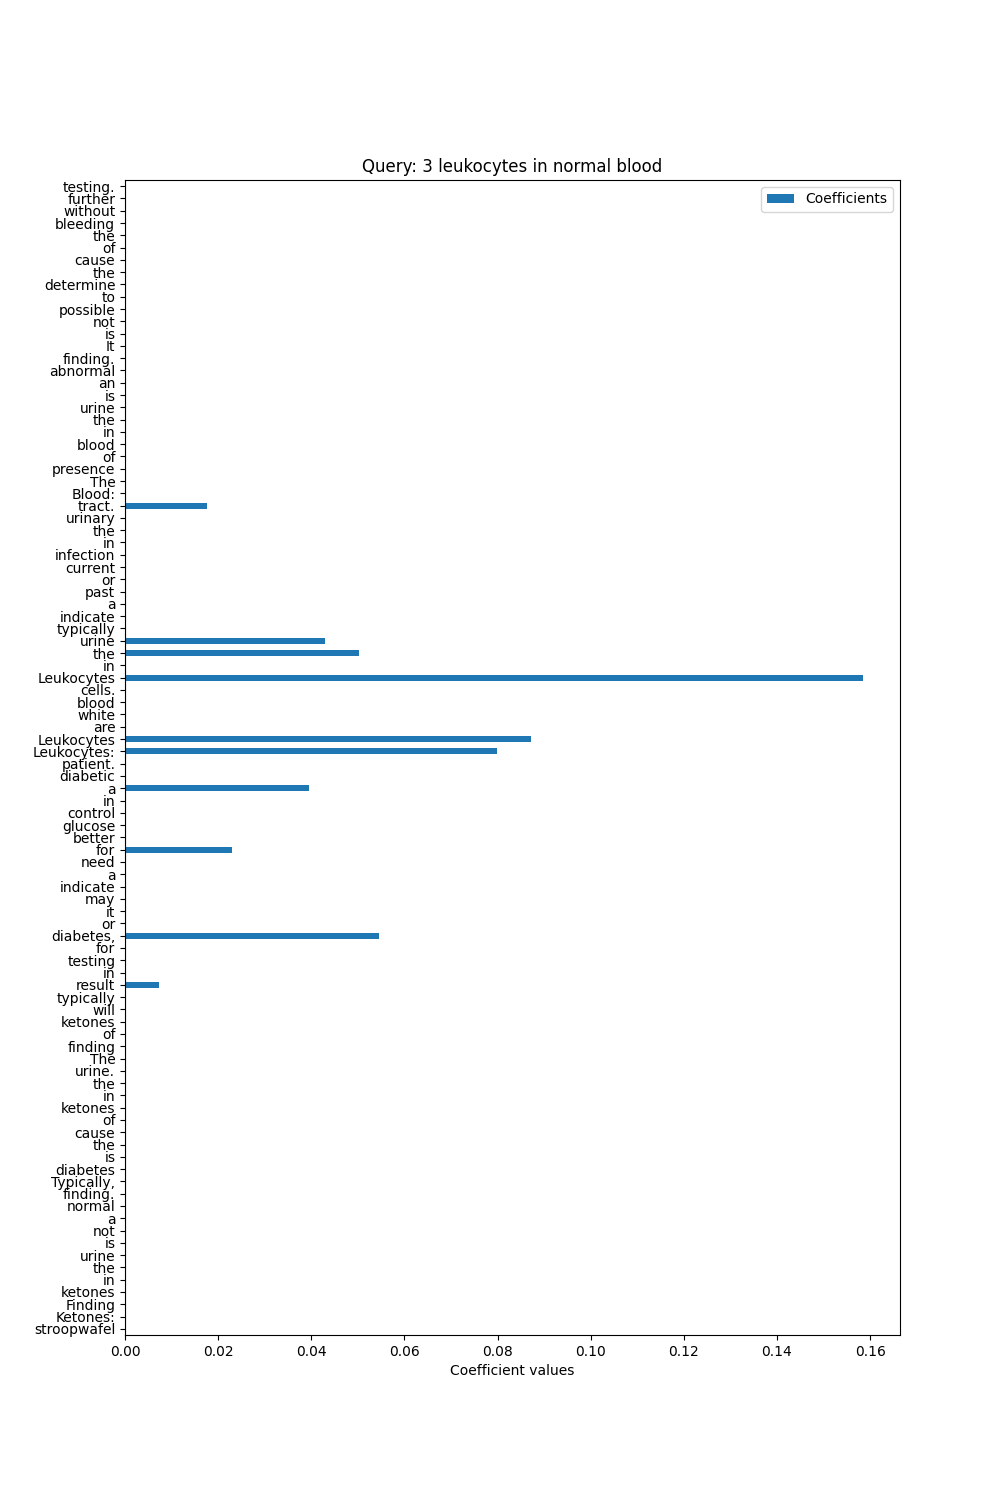 Query: 3 leukocytes in normal blood
Coefficients
testing.
further
without
bleeding
the
of
cause
the
determine
to
possible
not
is
It
finding.
abnormal
an
is
urine
the
in
blood
of
presence
The
Blood:
tract.
urinary
the
in
infection
current
or
past
a
indicate
typically
urine
the
in
Leukocytes
cells.
blood
white
are
Leukocytes
Leukocytes:
patient.
diabetic
a
in
control
glucose
better
for
need
a
indicate
may
it
or
diabetes,
for
testing
in
result
typically
will
ketones
of
finding
The
urine.
the
in
ketones
of
cause
the
is
diabetes
Typically,
finding.
normal
a
not
is
urine
the
in
ketones
Finding
Ketones:
stroopwafel
0.00 0.02 0.04 0.06 0.08 0.10 0.12 0.14 0.16
Coefficient values